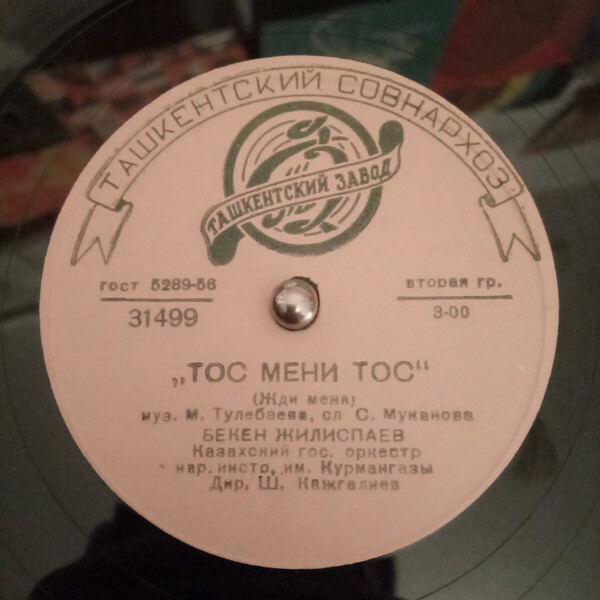 ТАШКЕНТСКИЙ СОВНАРХОЗ
ТАШКЕНТСКИЙ ЗАВОД
ГОСТ 5289-56
31499
вторая гр.
3-00
„ТОС МЕНИ ТОС“
(Жди меня)
муз. М. Тулебаева, сл С. Муканова
БЕКЕН ЖИЛИСПАЕВ
Казахский гос. оркестр
нар. инстр. им. Курмангазы
Дир. Ш. Кажгалиев